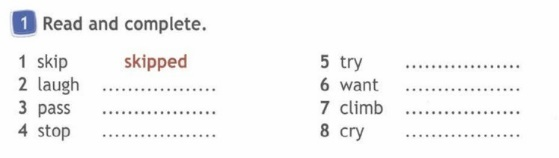 1 Read and complete.
1 skip skipped
2 laugh ..................
3 pass ..................
4 stop ..................
5 try ..................
6 want ..................
7 climb ..................
8 cry ..................